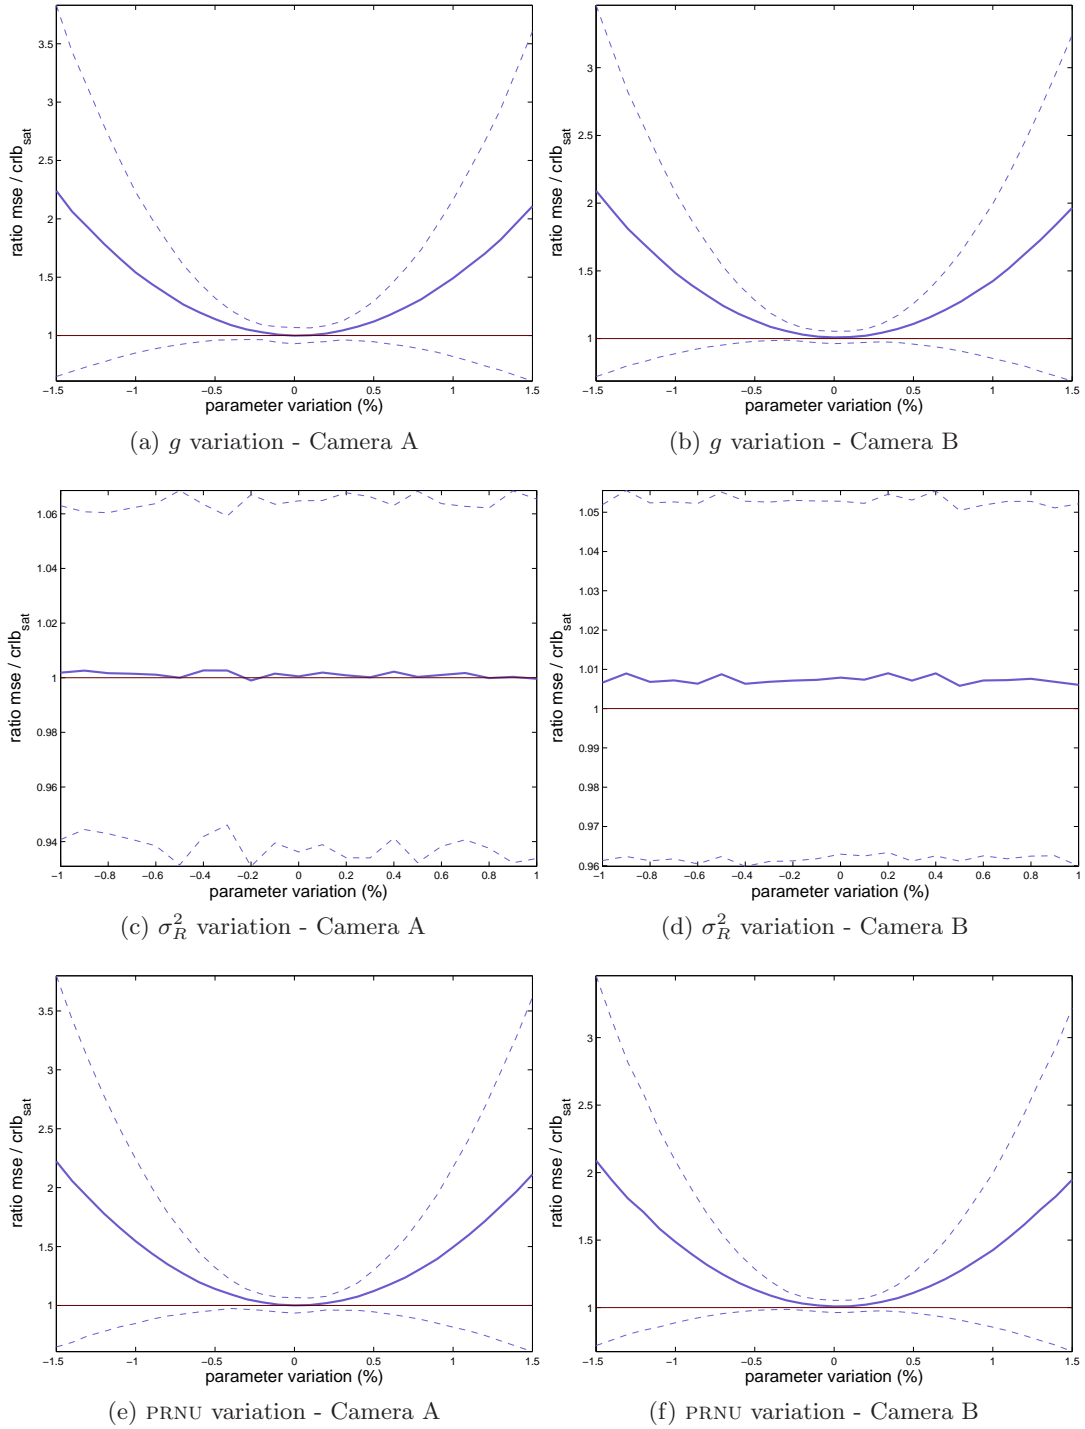 3.5
3
2.5
2
1.5
1
ratio mse / crlb_sat
−1.5 −1 −0.5 0 0.5 1 1.5
parameter variation (%)
(a) g variation - Camera A
3
2.5
2
1.5
1
ratio mse / crlb_sat
−1.5 −1 −0.5 0 0.5 1 1.5
parameter variation (%)
(b) g variation - Camera B
1.06
1.04
1.02
1
0.98
0.96
0.94
ratio mse / crlb_sat
−1 −0.8 −0.6 −0.4 −0.2 0 0.2 0.4 0.6 0.8 1
parameter variation (%)
(c) σ_R^2 variation - Camera A
1.05
1.04
1.03
1.02
1.01
1
0.99
0.98
0.97
0.96
ratio mse / crlb_sat
−1 −0.8 −0.6 −0.4 −0.2 0 0.2 0.4 0.6 0.8 1
parameter variation (%)
(d) σ_R^2 variation - Camera B
3.5
3
2.5
2
1.5
1
ratio mse / crlb_sat
−1.5 −1 −0.5 0 0.5 1 1.5
parameter variation (%)
(e) PRNU variation - Camera A
3
2.5
2
1.5
1
ratio mse / crlb_sat
−1.5 −1 −0.5 0 0.5 1 1.5
parameter variation (%)
(f) PRNU variation - Camera B